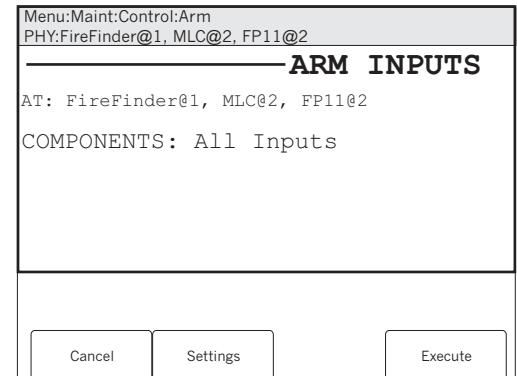 Menu:Maint:Control:Arm
PHY:FireFinder@1, MLC@2, FP11@2
ARM INPUTS
AT: FireFinder@1, MLC@2, FP11@2
COMPONENTS: All Inputs
Cancel Settings Execute